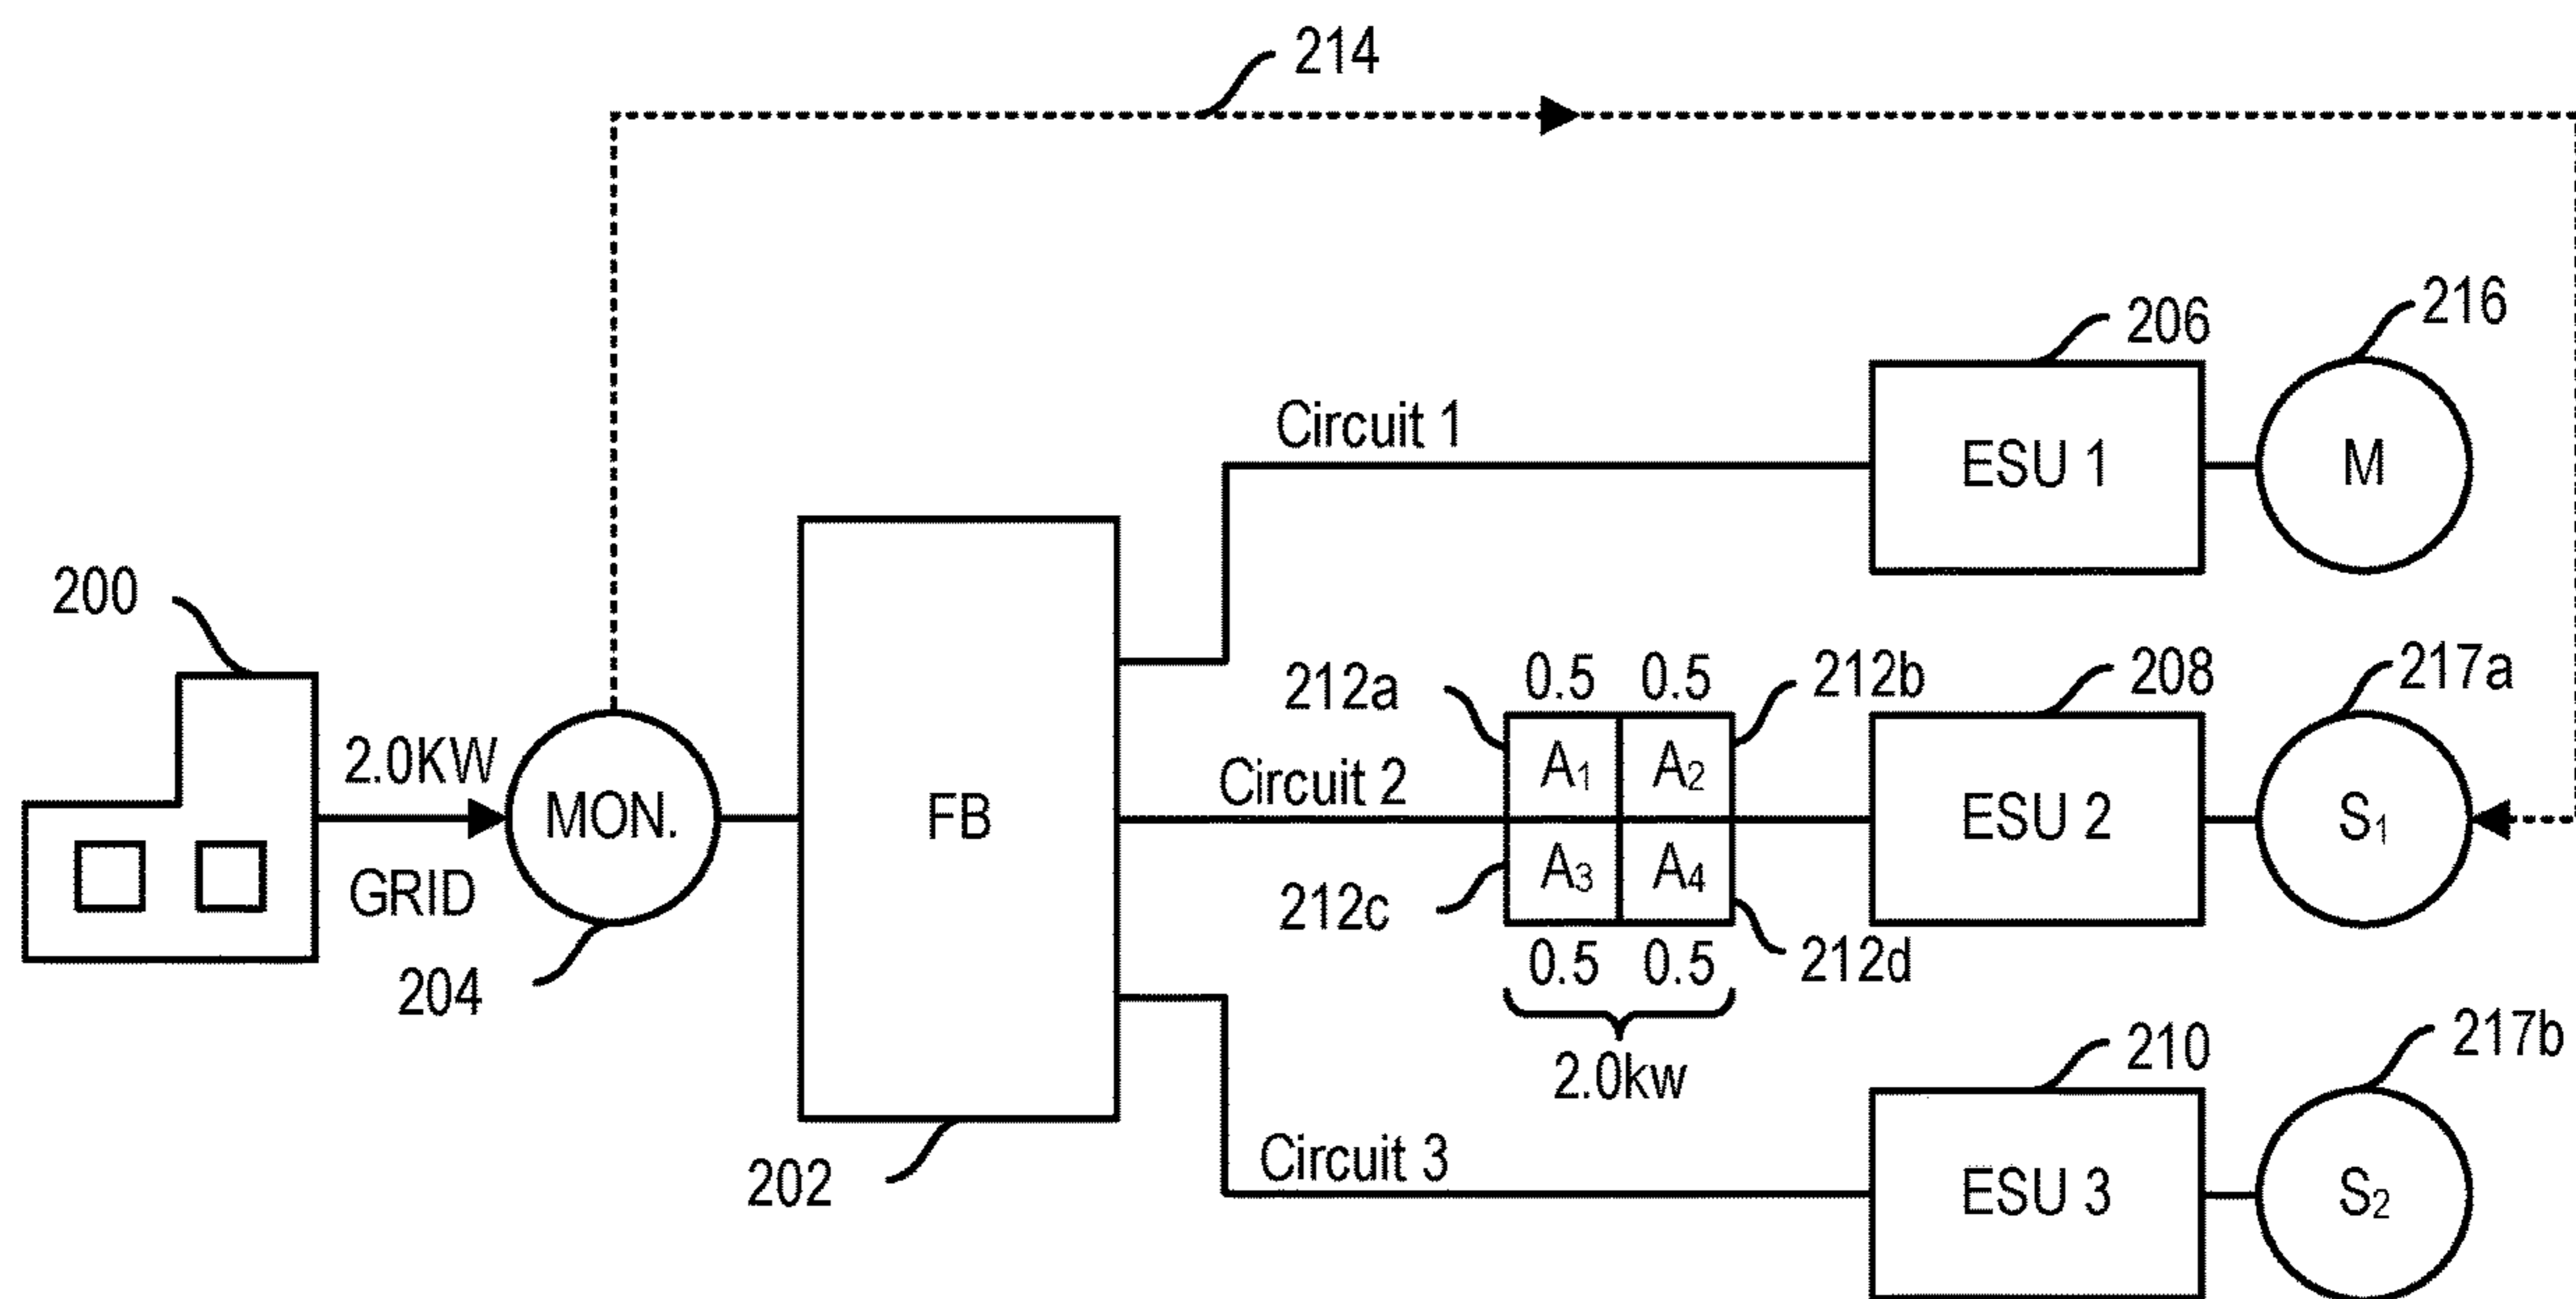 214
206
216
Circuit 1
ESU 1
M
200
2.0KW
GRID
MON.
204
FB
202
212a
0.5 0.5
212b
208
217a
Circuit 2
A₁ A₂
A₃ A₄
ESU 2
S₁
212c
0.5 0.5
212d
2.0kw
210
217b
Circuit 3
ESU 3
S₂